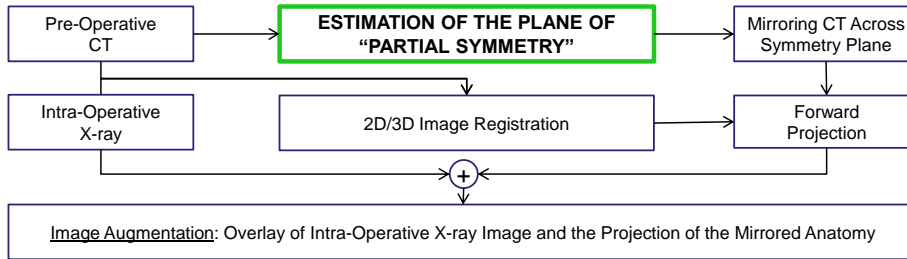 Pre-Operative
CT
ESTIMATION OF THE PLANE OF
“PARTIAL SYMMETRY”
Mirroring CT Across
Symmetry Plane
Intra-Operative
X-ray
2D/3D Image Registration
Forward
Projection
+
Image Augmentation: Overlay of Intra-Operative X-ray Image and the Projection of the Mirrored Anatomy